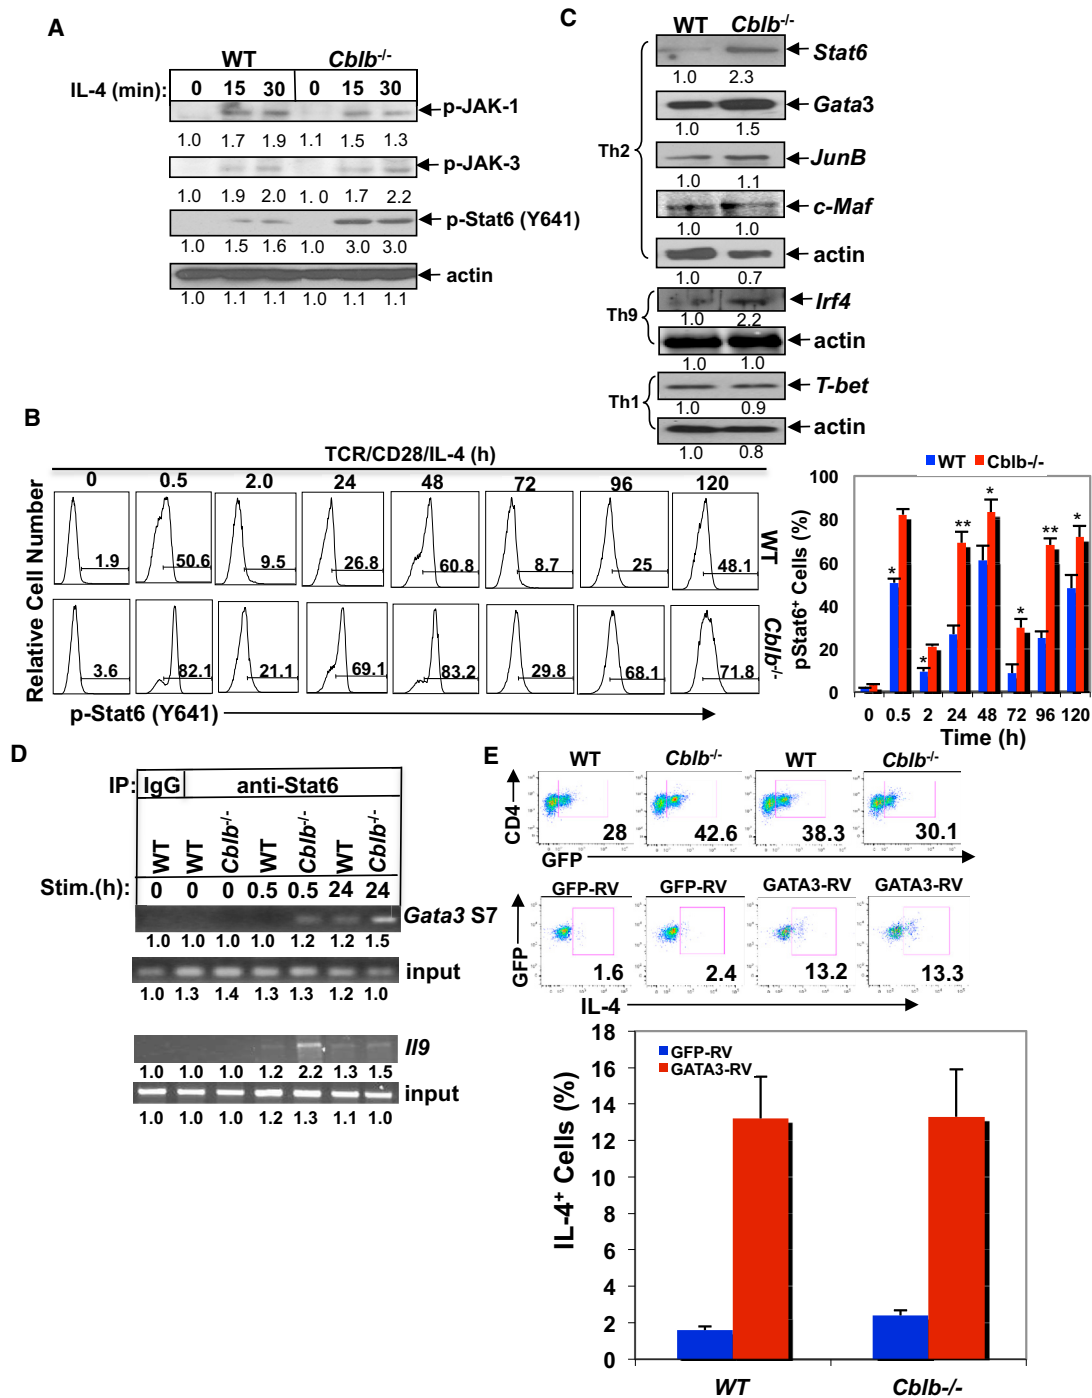 A
WT Cblb-/-
IL-4 (min): 0 15 30 0 15 30
p-JAK-1
1.0 1.7 1.9 1.1 1.5 1.3
p-JAK-3
1.0 1.9 2.0 1. 0 1.7 2.2
p-Stat6 (Y641)
1.0 1.5 1.6 1.0 3.0 3.0
actin
1.0 1.1 1.1 1.0 1.1 1.1
C
WT Cblb-/-
Th2
Stat6
1.0 2.3
Gata3
1.0 1.5
JunB
1.0 1.1
c-Maf
1.0 1.0
actin
1.0 0.7
Th9
Irf4
1.0 2.2
actin
1.0 1.0
Th1
T-bet
1.0 0.9
actin
1.0 0.8
B
TCR/CD28/IL-4 (h)
0 0.5 2.0 24 48 72 96 120
Relative Cell Number
1.9 50.6 9.5 26.8 60.8 8.7 25 48.1
WT
3.6 82.1 21.1 69.1 83.2 29.8 68.1 71.8
Cblb-/-
p-Stat6 (Y641)
WT Cblb-/-
pStat6+ Cells (%)
100
80
60
40
20
0
* * ** * * ** *
0 0.5 2 24 48 72 96 120
Time (h)
D
IP: IgG anti-Stat6
WT WT Cblb-/- WT Cblb-/- WT Cblb-/-
Stim.(h): 0 0 0 0.5 0.5 24 24
Gata3 S7
1.0 1.0 1.0 1.0 1.2 1.2 1.5
input
1.0 1.3 1.4 1.3 1.3 1.2 1.0
Il9
1.0 1.0 1.0 1.2 2.2 1.3 1.5
input
1.0 1.0 1.0 1.2 1.3 1.1 1.0
E
WT Cblb-/- WT Cblb-/-
CD4
28 42.6 38.3 30.1
GFP
GFP-RV GFP-RV GATA3-RV GATA3-RV
GFP
1.6 2.4 13.2 13.3
IL-4
GFP-RV
GATA3-RV
IL-4+ Cells (%)
18
16
14
12
10
8
6
4
2
0
WT Cblb-/-